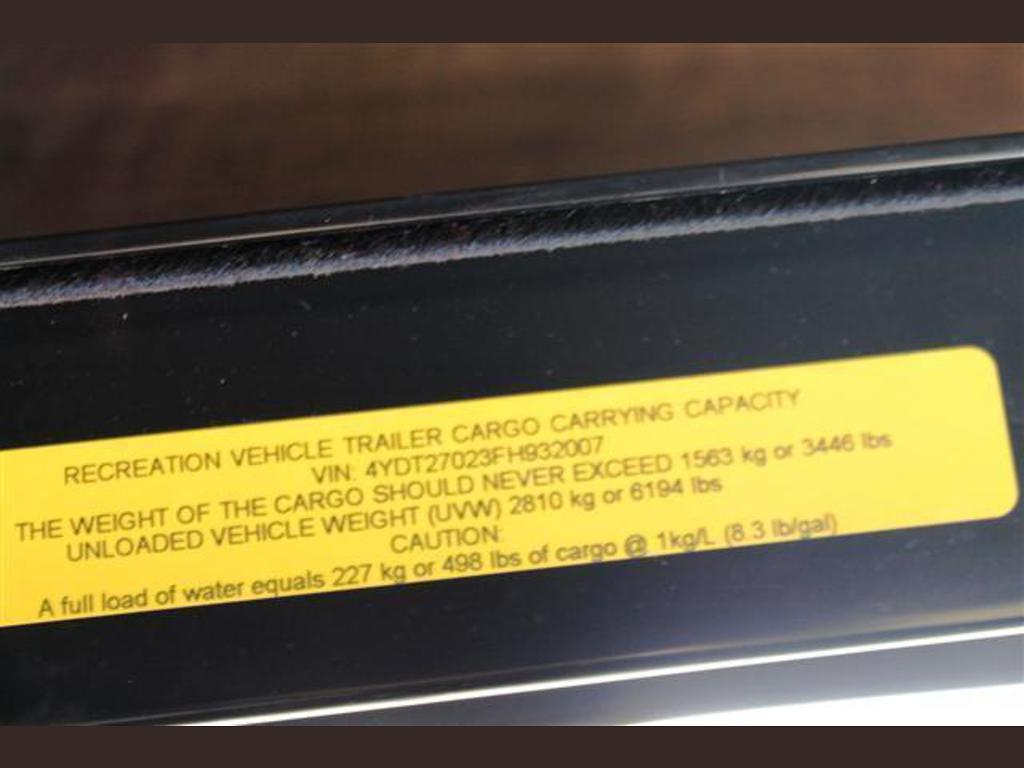 RECREATION VEHICLE TRAILER CARGO CARRYING CAPACITY
VIN: 4YDT27023FH932007
THE WEIGHT OF THE CARGO SHOULD NEVER EXCEED 1563 kg or 3446 lbs
UNLOADED VEHICLE WEIGHT (UVW) 2810 kg or 6194 lbs
CAUTION:
A full load of water equals 227 kg or 498 lbs of cargo @ 1kg/L (8.3 lb/gal)